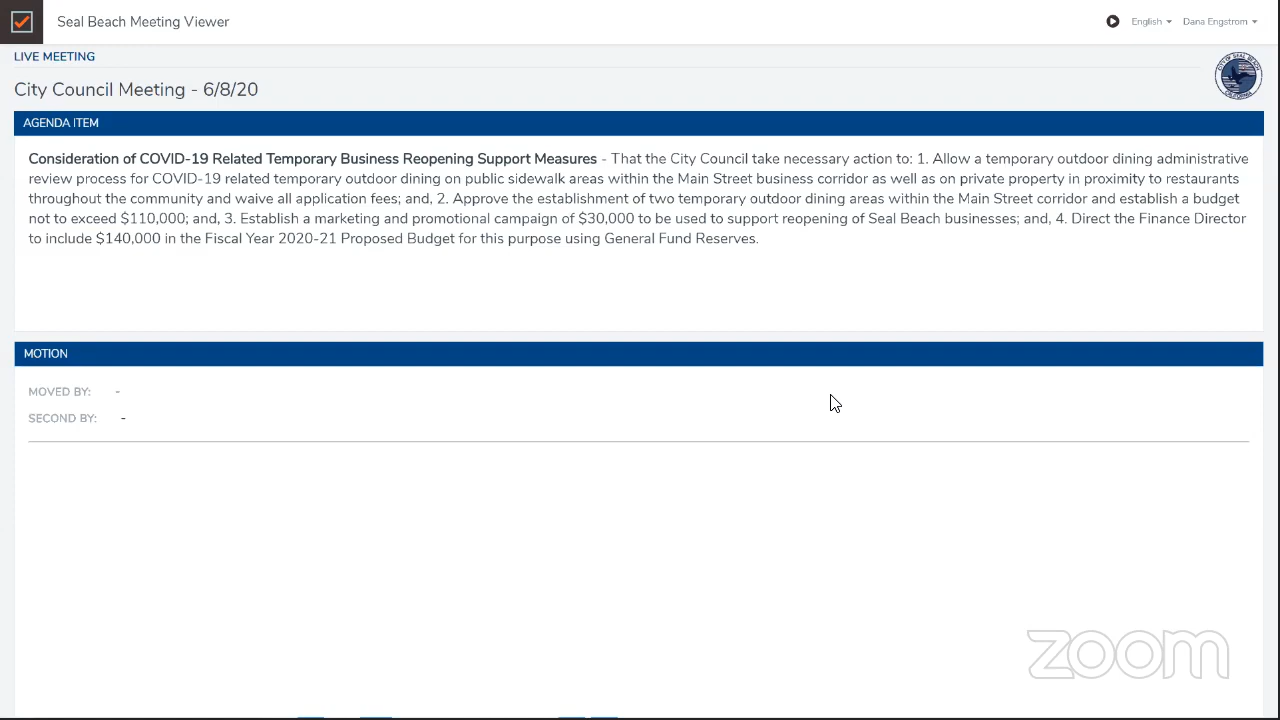 Seal Beach Meeting Viewer
English
Dana Engstrom
LIVE MEETING
City Council Meeting - 6/8/20
AGENDA ITEM
Consideration of COVID-19 Related Temporary Business Reopening Support Measures - That the City Council take necessary action to: 1. Allow a temporary outdoor dining administrative
review process for COVID-19 related temporary outdoor dining on public sidewalk areas within the Main Street business corridor as well as on private property in proximity to restaurants
throughout the community and waive all application fees; and, 2. Approve the establishment of two temporary outdoor dining areas within the Main Street corridor and establish a budget
not to exceed $110,000; and, 3. Establish a marketing and promotional campaign of $30,000 to be used to support reopening of Seal Beach businesses; and, 4. Direct the Finance Director
to include $140,000 in the Fiscal Year 2020-21 Proposed Budget for this purpose using General Fund Reserves.
MOTION
MOVED BY: -
SECOND BY: -
zoom